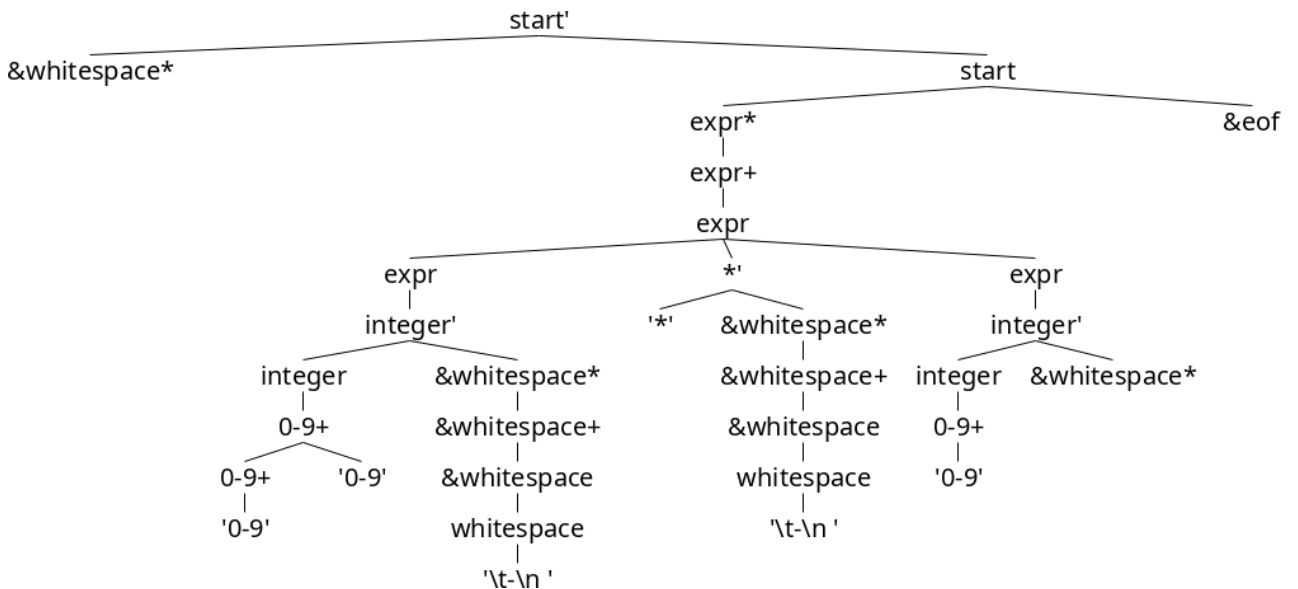 start'
&whitespace* start
expr* &eof
expr+
expr
expr *' expr
integer' '*' &whitespace* integer'
integer &whitespace* &whitespace+ integer &whitespace*
0-9+ &whitespace+ &whitespace 0-9+
0-9+ '0-9' &whitespace whitespace '0-9'
'0-9' whitespace '\t-\n '
'\t-\n '